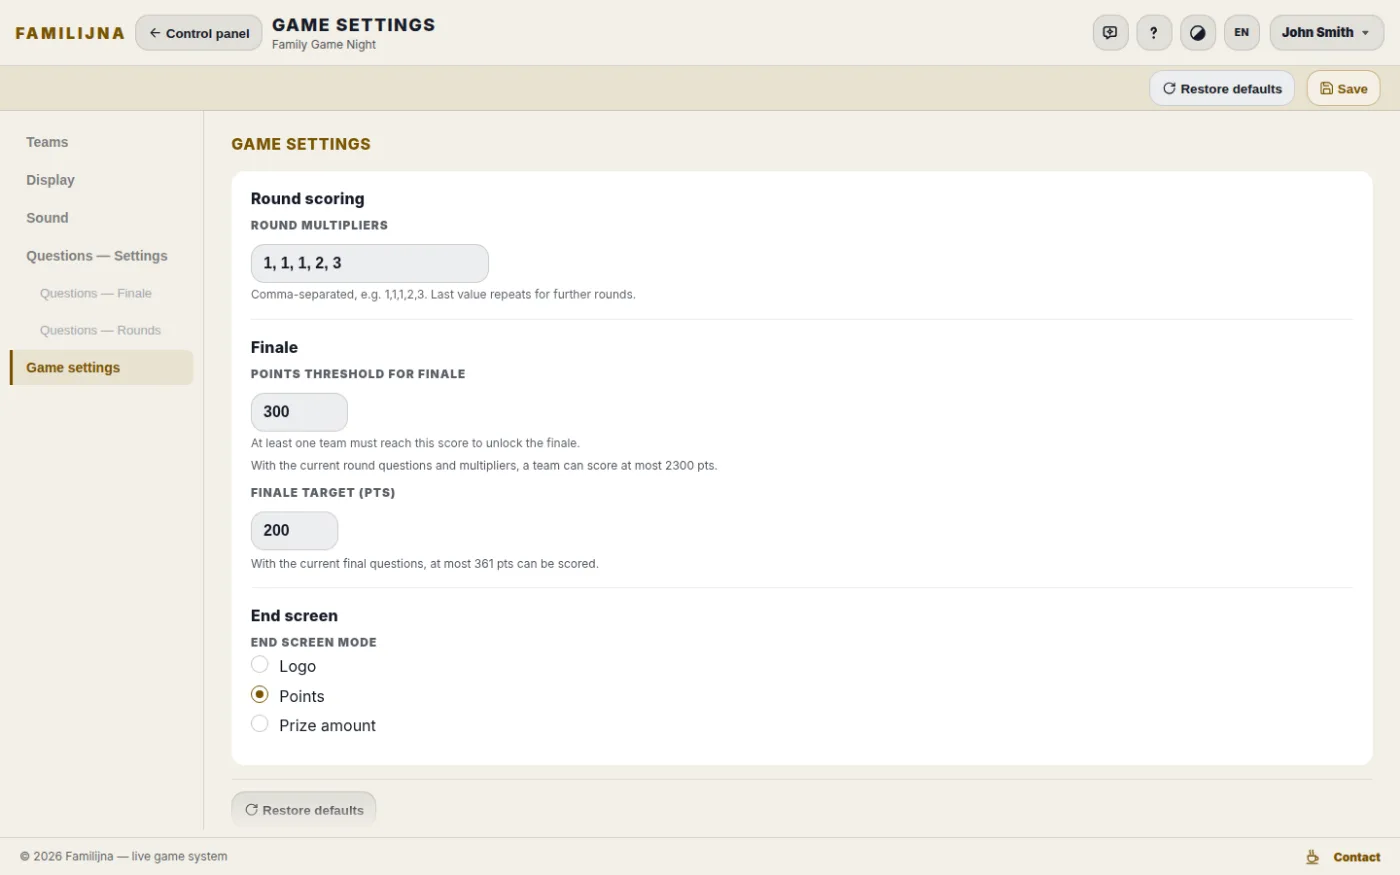 FAMILIJNA
Control panel
GAME SETTINGS
Family Game Night
?
EN
John Smith
Restore defaults
Save
Teams
Display
Sound
Questions — Settings
Questions — Finale
Questions — Rounds
Game settings
GAME SETTINGS
Round scoring
ROUND MULTIPLIERS
1, 1, 1, 2, 3
Comma-separated, e.g. 1,1,1,2,3. Last value repeats for further rounds.
Finale
POINTS THRESHOLD FOR FINALE
300
At least one team must reach this score to unlock the finale.
With the current round questions and multipliers, a team can score at most 2300 pts.
FINALE TARGET (PTS)
200
With the current final questions, at most 361 pts can be scored.
End screen
END SCREEN MODE
Logo
Points
Prize amount
Restore defaults
© 2026 Familijna — live game system
Contact